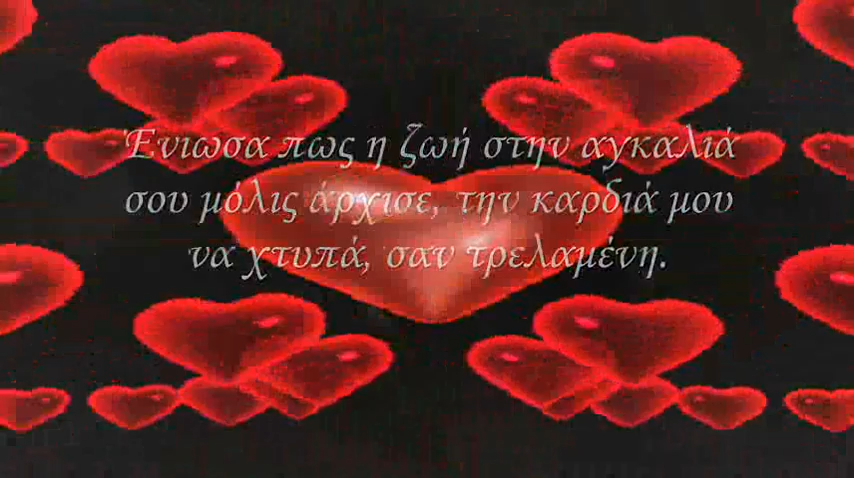 Ένιωσα πως η ζωή στην αγκαλιά
σου μόλις άρχισε, την καρδιά μου
να χτυπά, σαν τρελαμένη.